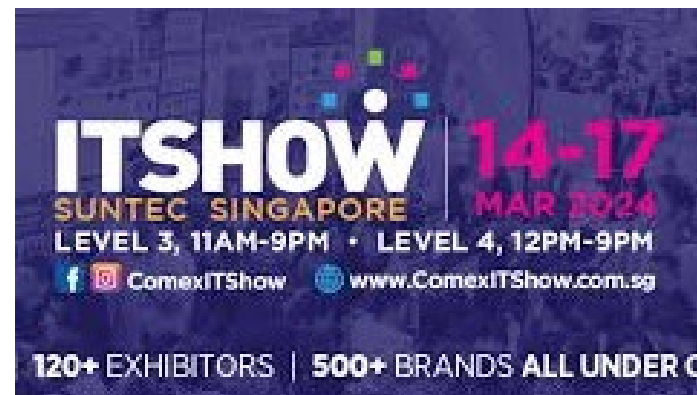 ITSHOW
14-17
SUNTEC SINGAPORE
MAR 2024
LEVEL 3, 11AM-9PM • LEVEL 4, 12PM-9PM
ComexITShow www.ComexITShow.com.sg
120+ EXHIBITORS | 500+ BRANDS ALL UNDER